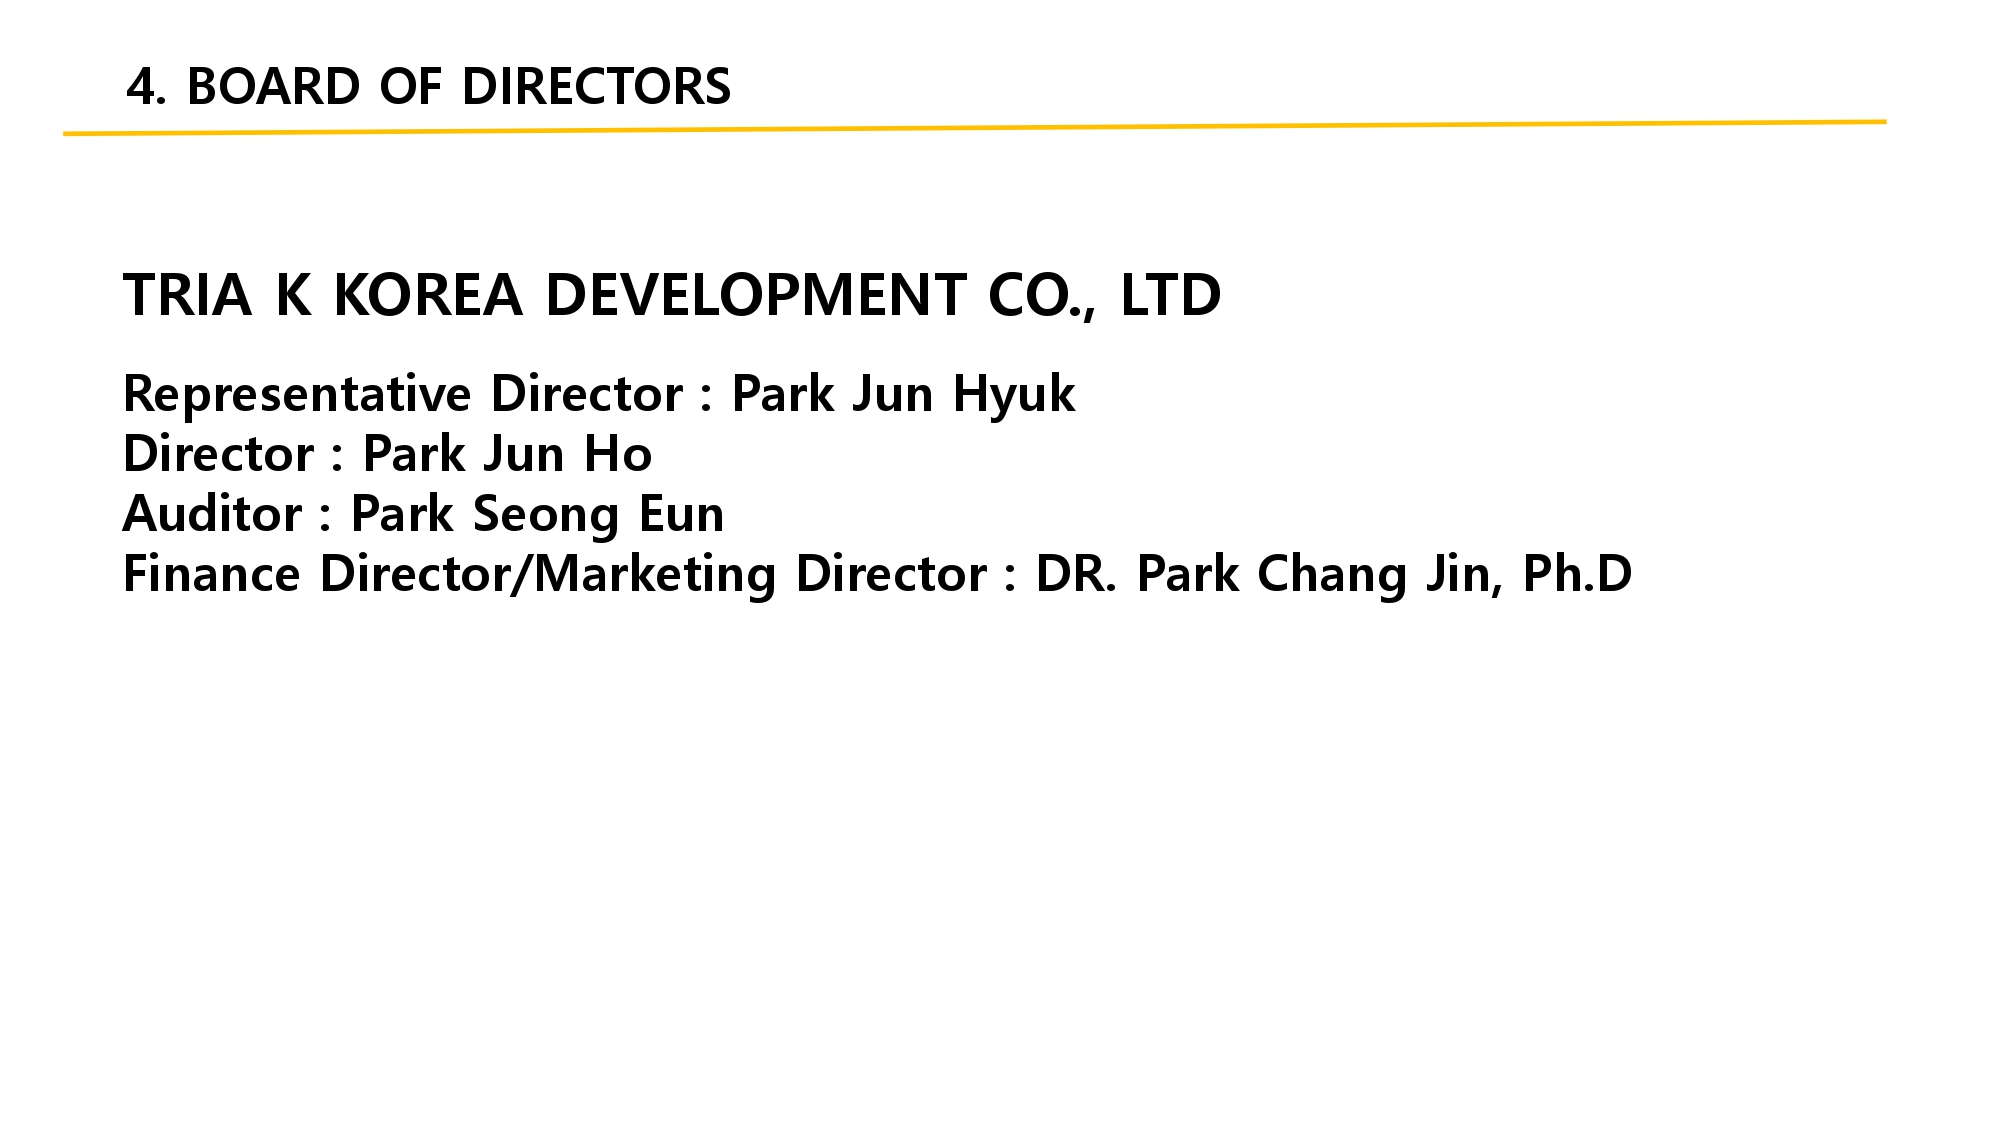 4. BOARD OF DIRECTORS
TRIA K KOREA DEVELOPMENT CO., LTD
Representative Director : Park Jun Hyuk
Director : Park Jun Ho
Auditor : Park Seong Eun
Finance Director/Marketing Director : DR. Park Chang Jin, Ph.D